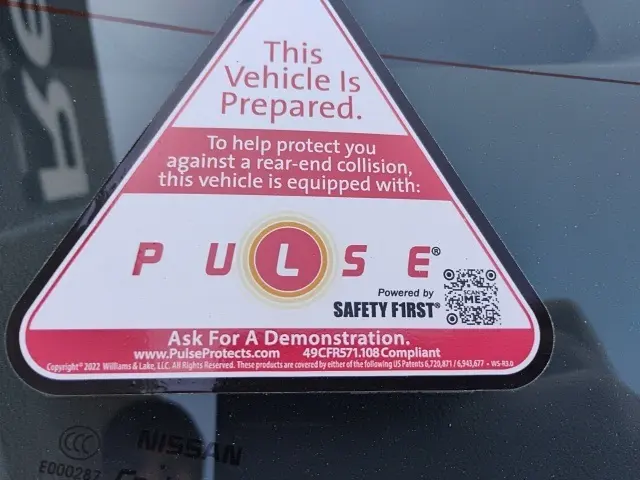 This
Vehicle Is
Prepared.
To help protect you
against a rear-end collision,
this vehicle is equipped with:
PULSE®
Powered by
SAFETY F1RST®
SCAN
ME
Ask For A Demonstration.
www.PulseProtects.com 49CFR571.108 Compliant
Copyright© 2022 Williams & Lake, LLC. All Rights Reserved. These products are covered by either of the following US Patents 6,720,871 / 6,943,677 • WS-R3.0
CCC
NISSAN
E000287